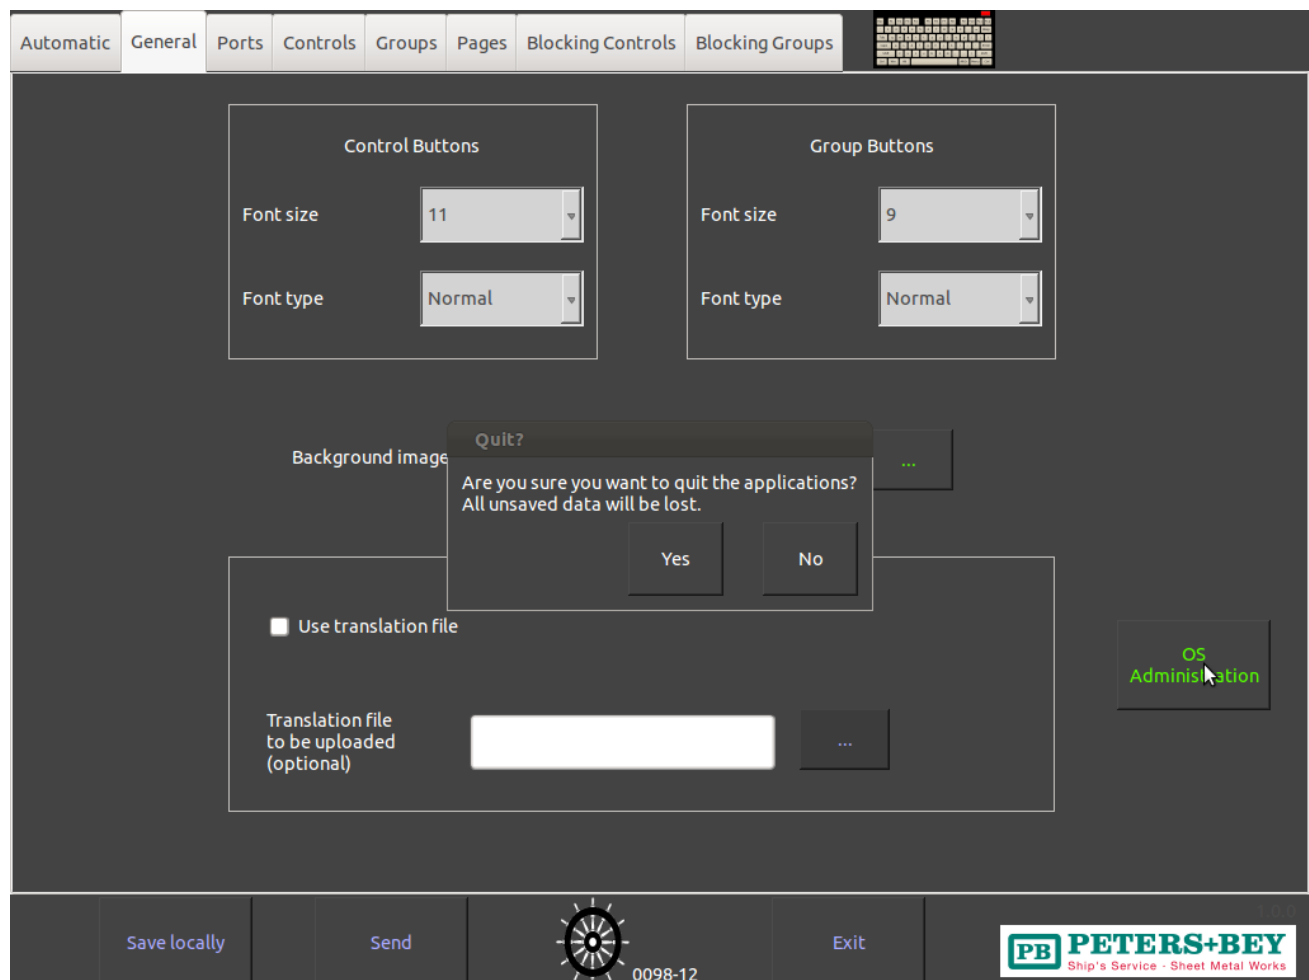 Automatic General Ports Controls Groups Pages Blocking Controls Blocking Groups
Control Buttons
Font size 11
Font type Normal
Group Buttons
Font size 9
Font type Normal
Background image
...
Quit?
Are you sure you want to quit the applications?
All unsaved data will be lost.
Yes No
Use translation file
Translation file
to be uploaded
(optional)
...
OS
Administration
Save locally Send Exit
0098-12
1.0.0
PB PETERS+BEY
Ship's Service - Sheet Metal Works